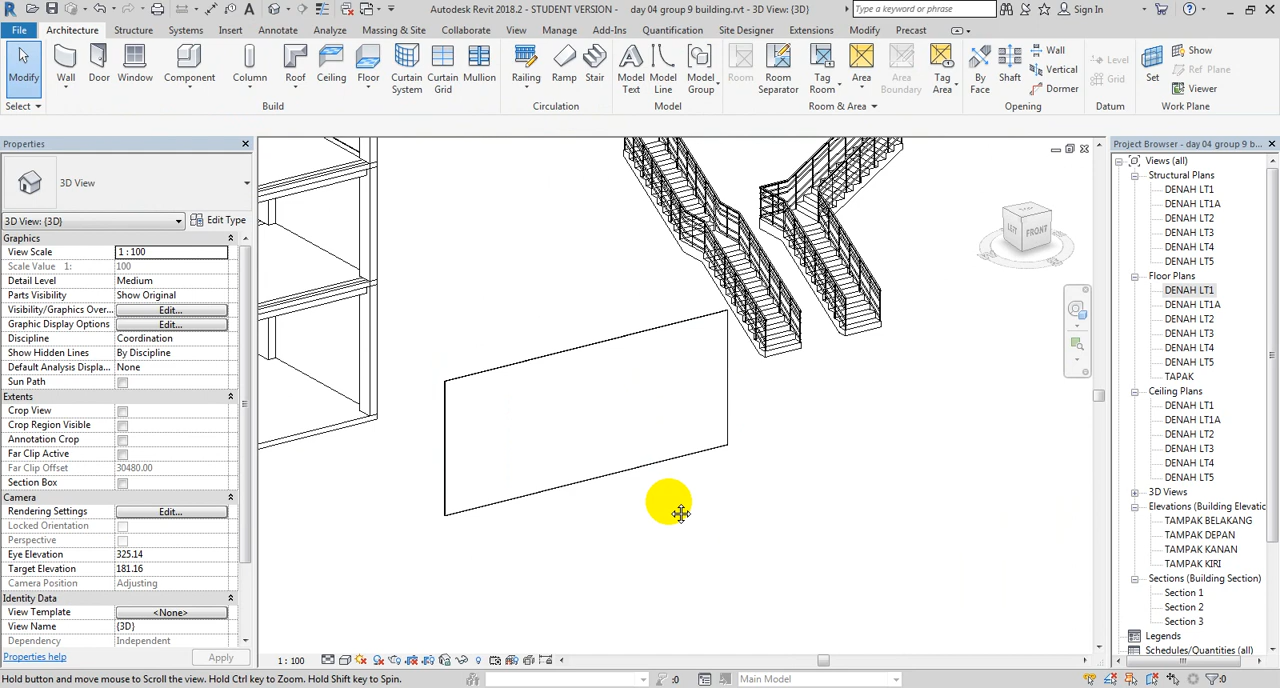 Autodesk Revit 2018.2 - STUDENT VERSION - day 04 group 9 building.rvt - 3D View: {3D}
Type a keyword or phrase
Sign In
File
Architecture
Structure
Systems
Insert
Annotate
Analyze
Massing & Site
Collaborate
View
Manage
Add-Ins
Quantification
Site Designer
Extensions
Modify
Precast
Modify
Wall
Door
Window
Component
Column
Roof
Ceiling
Floor
Curtain System
Curtain Grid
Mullion
Railing
Ramp
Stair
Model Text
Model Line
Model Group
Room
Room Separator
Tag Room
Area
Area Boundary
Tag Area
By Face
Shaft
Wall
Vertical
Dormer
Level
Grid
Set
Show
Ref Plane
Viewer
Select
Build
Circulation
Model
Room & Area
Opening
Datum
Work Plane
Properties
3D View
3D View: {3D}
Edit Type
Graphics
View Scale 1 : 100
Scale Value 1: 100
Detail Level Medium
Parts Visibility Show Original
Visibility/Graphics Over... Edit...
Graphic Display Options Edit...
Discipline Coordination
Show Hidden Lines By Discipline
Default Analysis Displa... None
Sun Path
Extents
Crop View
Crop Region Visible
Annotation Crop
Far Clip Active
Far Clip Offset 30480.00
Section Box
Camera
Rendering Settings Edit...
Locked Orientation
Perspective
Eye Elevation 325.14
Target Elevation 181.16
Camera Position Adjusting
Identity Data
View Template <None>
View Name {3D}
Dependency Independent
Properties help
Apply
LEFT
FRONT
Project Browser - day 04 group 9 b...
Views (all)
Structural Plans
DENAH LT1
DENAH LT1A
DENAH LT2
DENAH LT3
DENAH LT4
DENAH LT5
Floor Plans
DENAH LT1
DENAH LT1A
DENAH LT2
DENAH LT3
DENAH LT4
DENAH LT5
TAPAK
Ceiling Plans
DENAH LT1
DENAH LT1A
DENAH LT2
DENAH LT3
DENAH LT4
DENAH LT5
3D Views
Elevations (Building Elevatic
TAMPAK BELAKANG
TAMPAK DEPAN
TAMPAK KANAN
TAMPAK KIRI
Sections (Building Section)
Section 1
Section 2
Section 3
Legends
Schedules/Quantities (all)
1 : 100
Hold button and move mouse to Scroll the view. Hold Ctrl key to Zoom. Hold Shift key to Spin.
:0
Main Model
:0